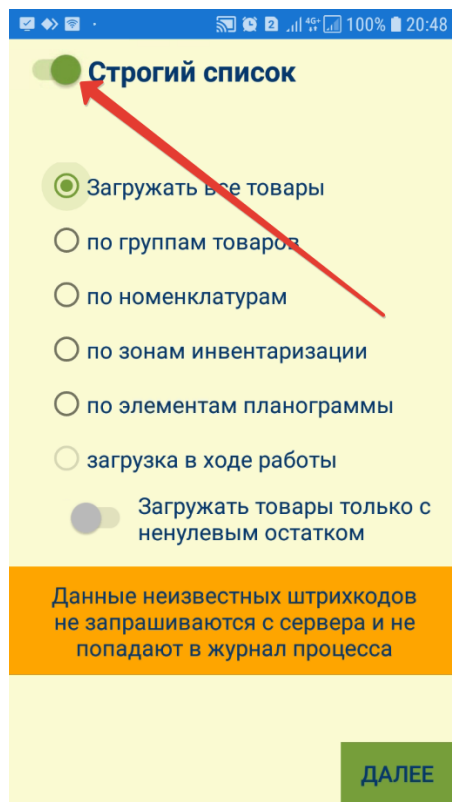 2 4G+ 100% 20:48
Строгий список
Загружать все товары
по группам товаров
по номенклатурам
по зонам инвентаризации
по элементам планограммы
загрузка в ходе работы
Загружать товары только с
ненулевым остатком
Данные неизвестных штрихкодов
не запрашиваются с сервера и не
попадают в журнал процесса
ДАЛЕЕ